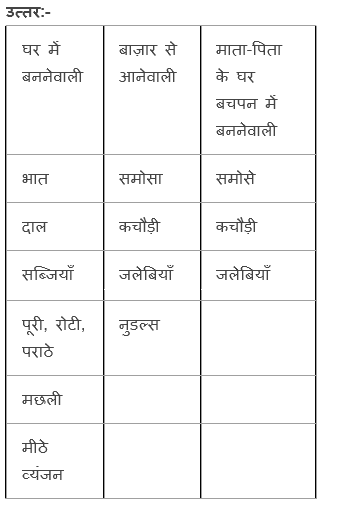 उत्तर:-
घर में बाज़ार से माता-पिता
बननेवाली आनेवाली के घर
बचपन में
बननेवाली
भात समोसा समोसे
दाल कचौड़ी कचौड़ी
सब्जियाँ जलेबियाँ जलेबियाँ
पूरी, रोटी, नुडल्स
पराठे
मछली
मीठे
व्यंजन